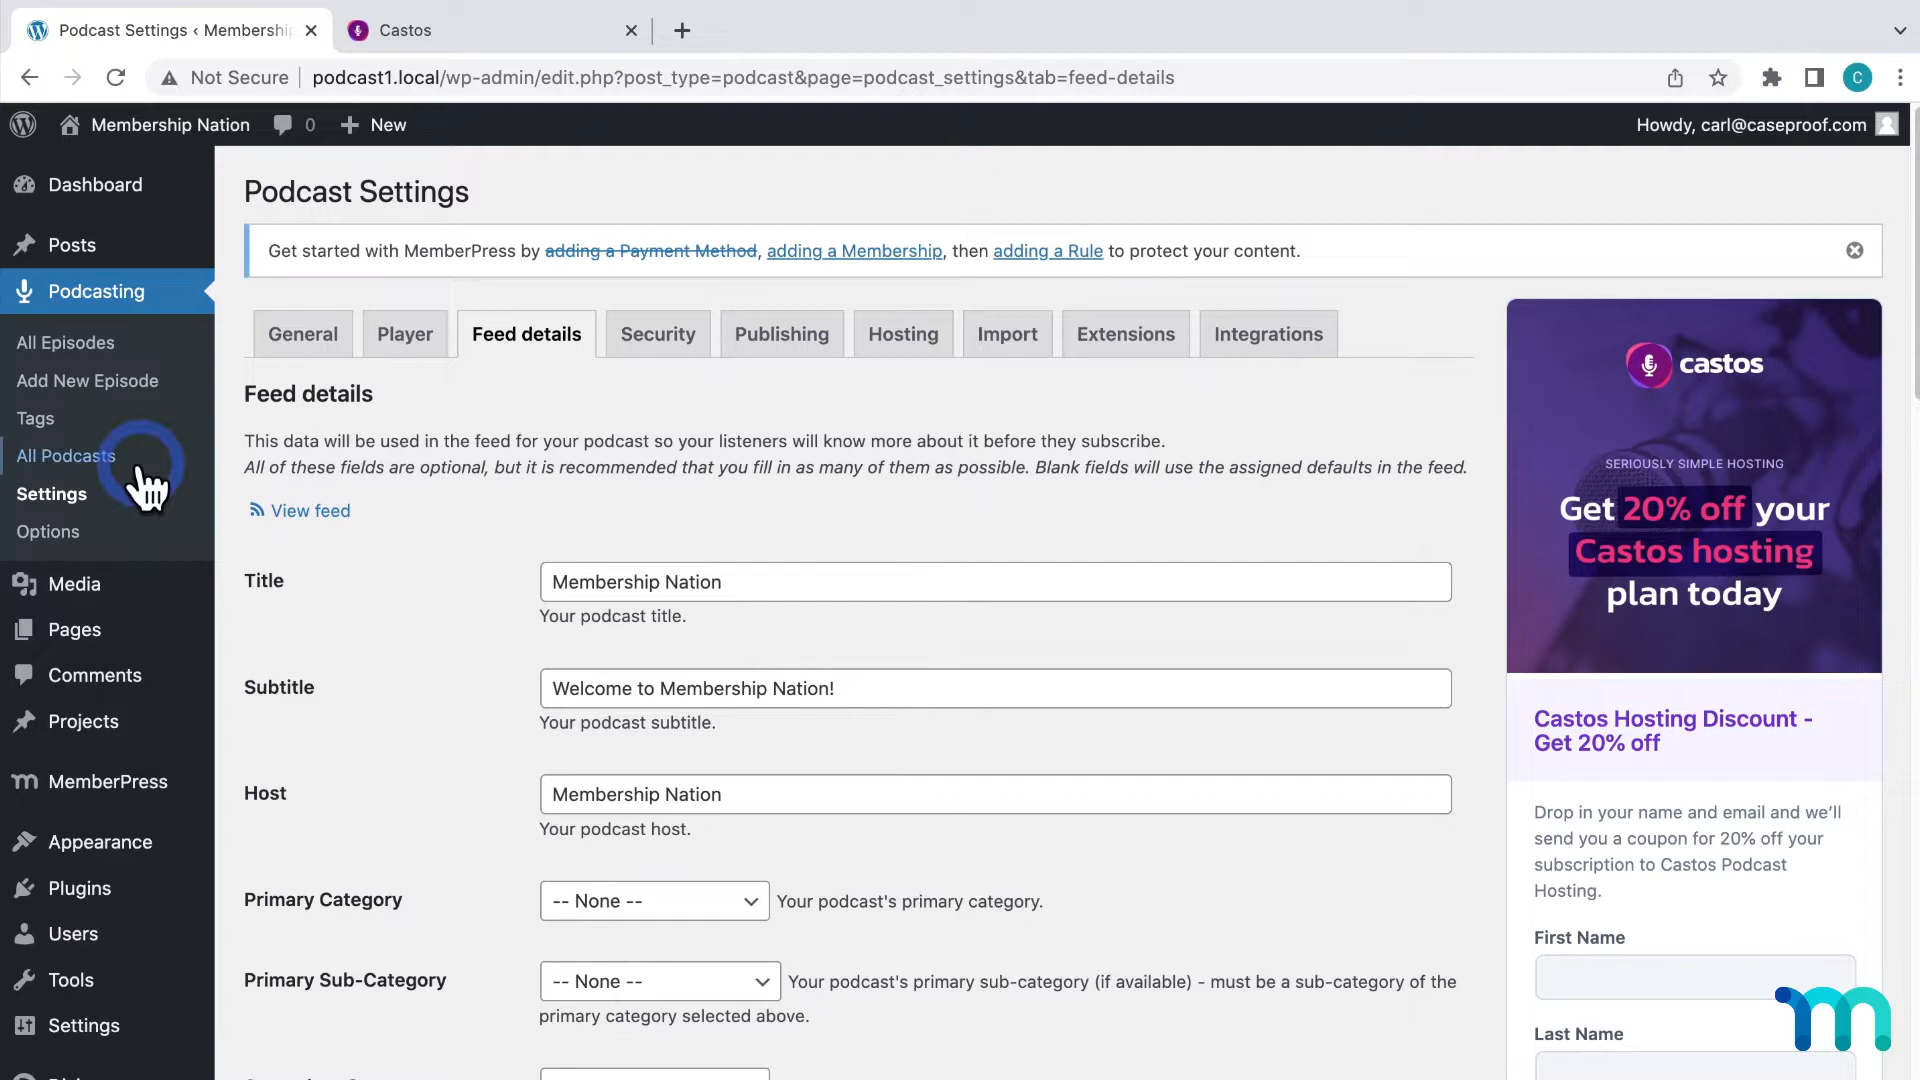 Podcast Settings ‹ Membershi
Castos
Not Secure
podcast1.local/wp-admin/edit.php?post_type=podcast&page=podcast_settings&tab=feed-details
C
Membership Nation
0
New
Howdy, carl@caseproof.com
Dashboard
Posts
Podcasting
All Episodes
Add New Episode
Tags
All Podcasts
Settings
Options
Media
Pages
Comments
Projects
MemberPress
Appearance
Plugins
Users
Tools
Settings
Podcast Settings
Get started with MemberPress by adding a Payment Method, adding a Membership, then adding a Rule to protect your content.
General
Player
Feed details
Security
Publishing
Hosting
Import
Extensions
Integrations
Feed details
This data will be used in the feed for your podcast so your listeners will know more about it before they subscribe.
All of these fields are optional, but it is recommended that you fill in as many of them as possible. Blank fields will use the assigned defaults in the feed.
View feed
Title
Membership Nation
Your podcast title.
Subtitle
Welcome to Membership Nation!
Your podcast subtitle.
Host
Membership Nation
Your podcast host.
Primary Category
-- None --
Your podcast's primary category.
Primary Sub-Category
-- None --
Your podcast's primary sub-category (if available) - must be a sub-category of the
primary category selected above.
castos
SERIOUSLY SIMPLE HOSTING
Get 20% off your
Castos hosting
plan today
Castos Hosting Discount -
Get 20% off
Drop in your name and email and we'll
send you a coupon for 20% off your
subscription to Castos Podcast
Hosting.
First Name
Last Name